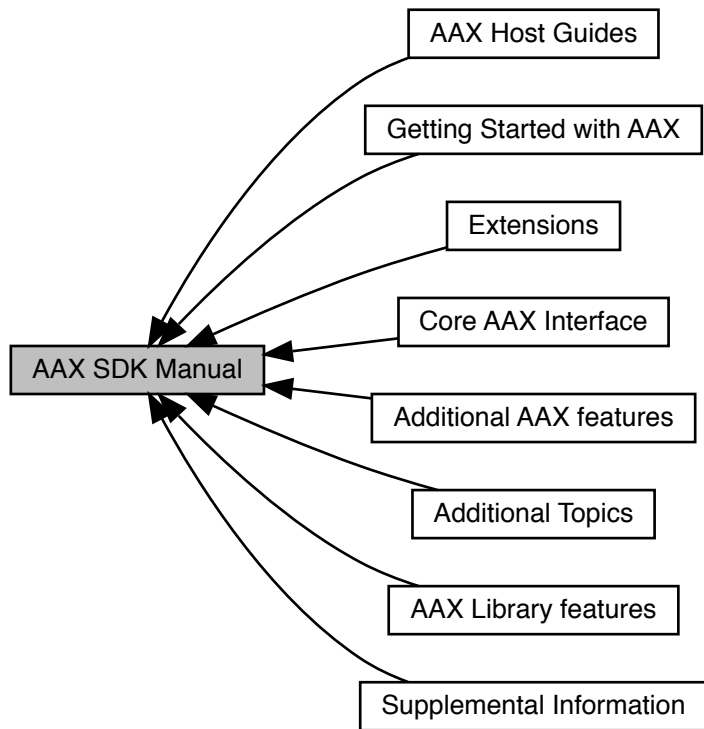 AAX Host Guides
Getting Started with AAX
Extensions
Core AAX Interface
AAX SDK Manual
Additional AAX features
Additional Topics
AAX Library features
Supplemental Information